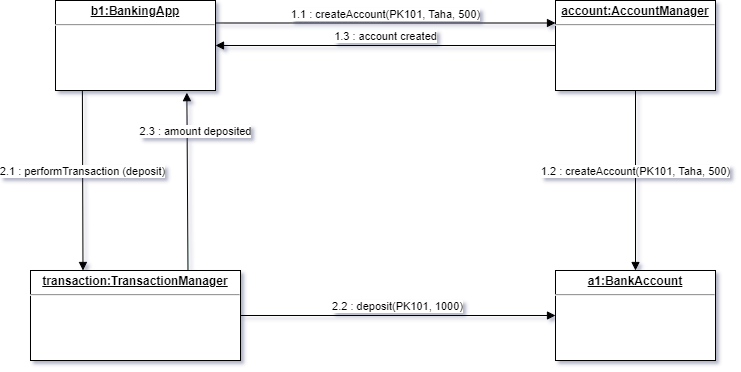 b1:BankingApp
1.1 : createAccount(PK101, Taha, 500)
account:AccountManager
1.3 : account created
2.3 : amount deposited
2.1 : performTransaction (deposit)
1.2 : createAccount(PK101, Taha, 500)
transaction:TransactionManager
a1:BankAccount
2.2 : deposit(PK101, 1000)